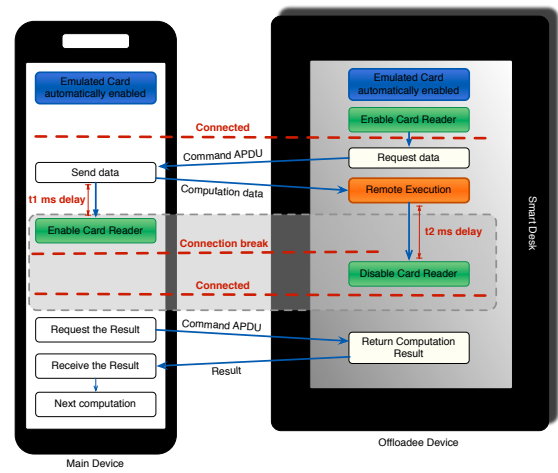 Emulated Card
automatically enabled
Emulated Card
automatically enabled
Enable Card Reader
Connected
Command APDU
Request data
Send data
Computation data
Remote Execution
t1 ms delay
Enable Card Reader
t2 ms delay
Connection break
Disable Card Reader
Connected
Request the Result
Command APDU
Return Computation
Result
Receive the Result
Result
Next computation
Smart Desk
Main Device
Offloadee Device